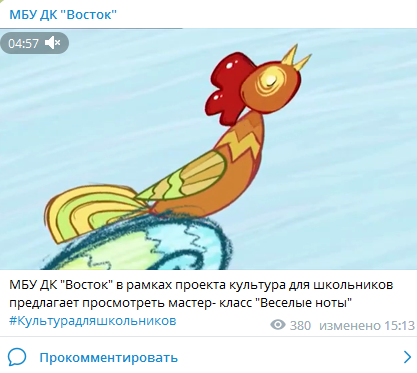 МБУ ДК "Восток"
04:57
МБУ ДК "Восток" в рамках проекта культура для школьников
предлагает просмотреть мастер- класс "Веселые ноты"
#Культурадляшкольников
380 изменено 15:13
Прокомментировать